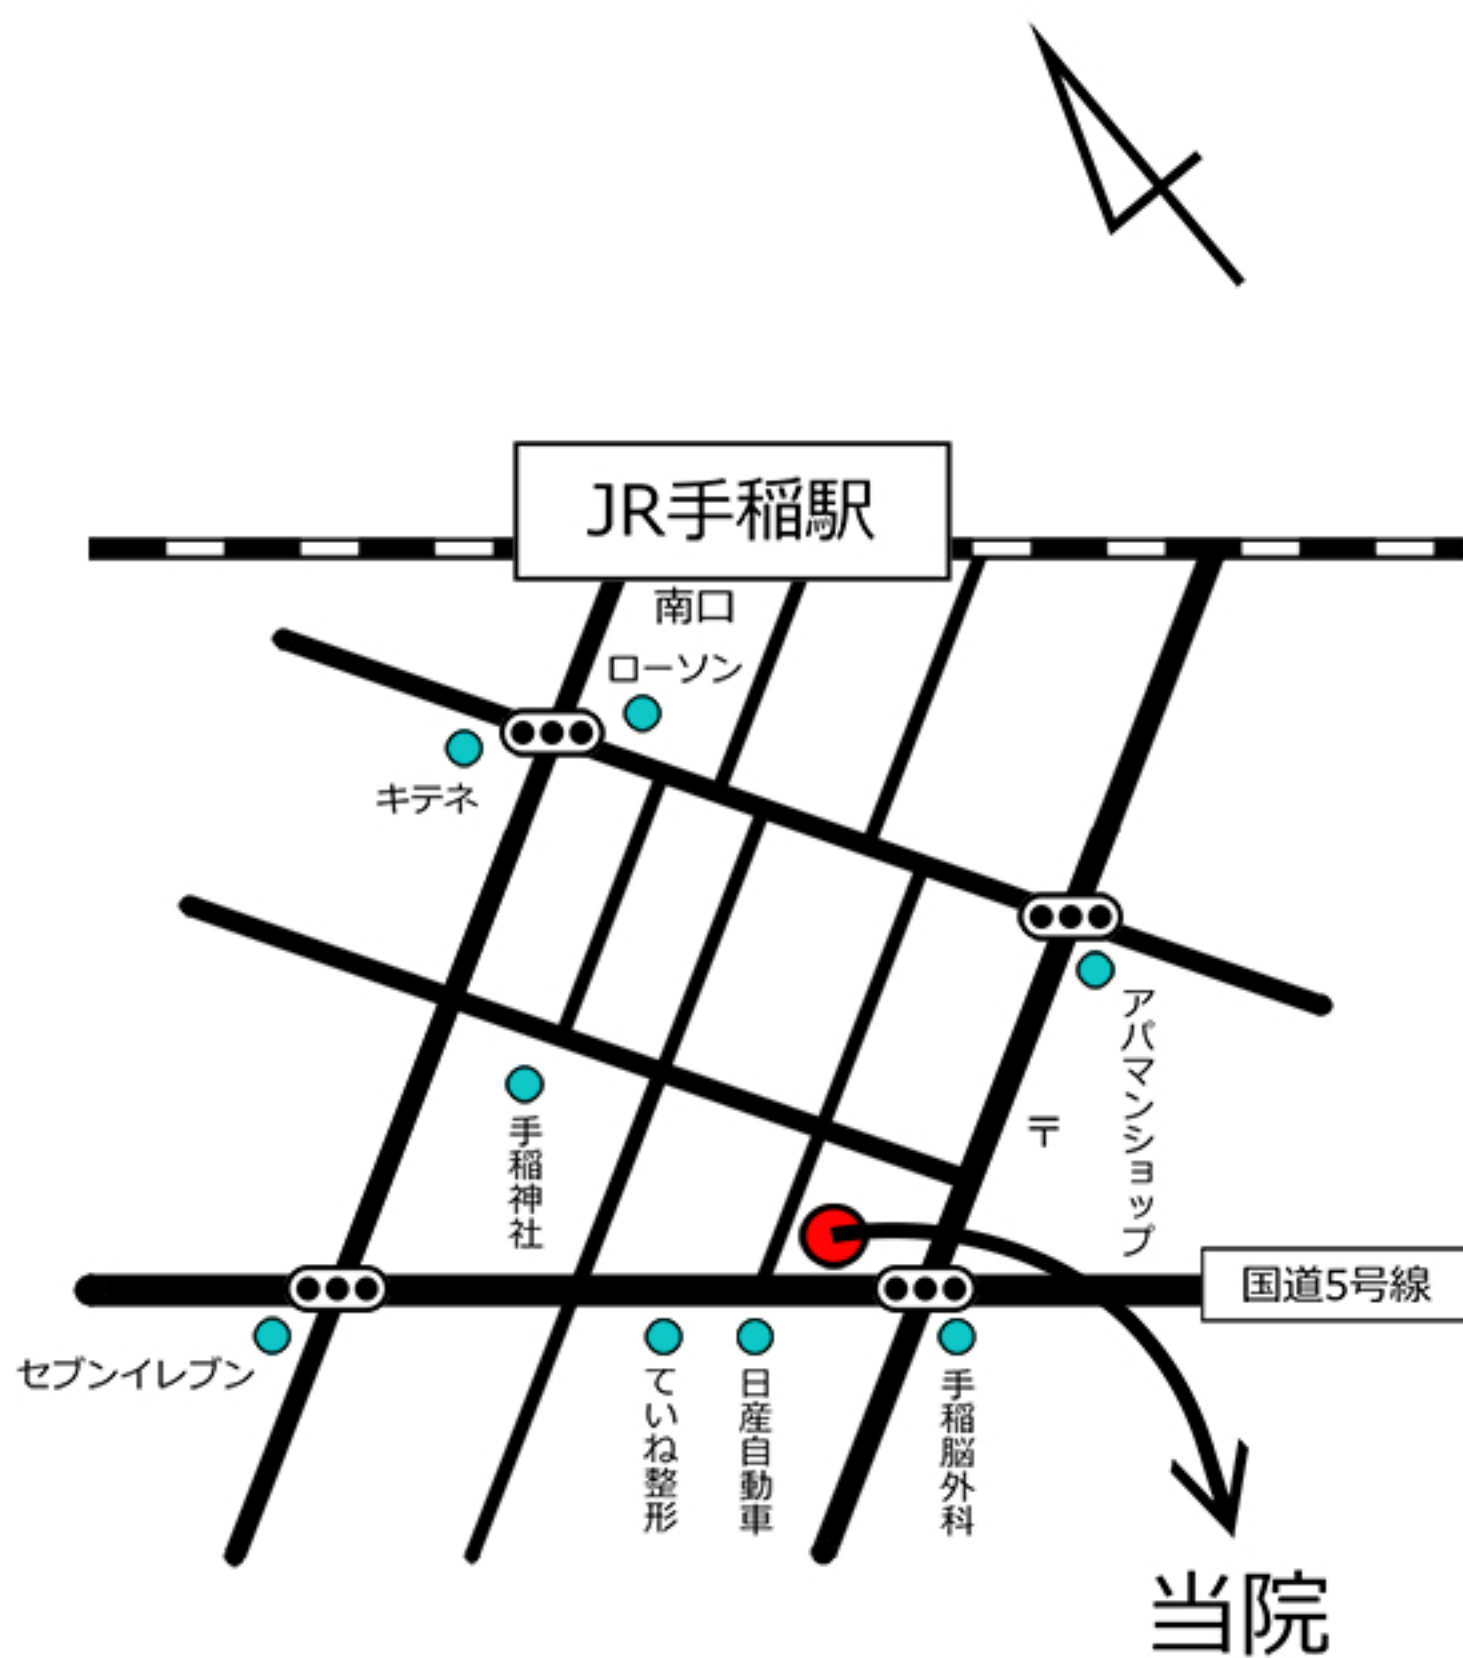 JR手稲駅
南口
ローソン
キテネ
アパマンショップ
〒
手稲神社
国道5号線
セブンイレブン
ていね整形
日産自動車
手稲脳外科
当院